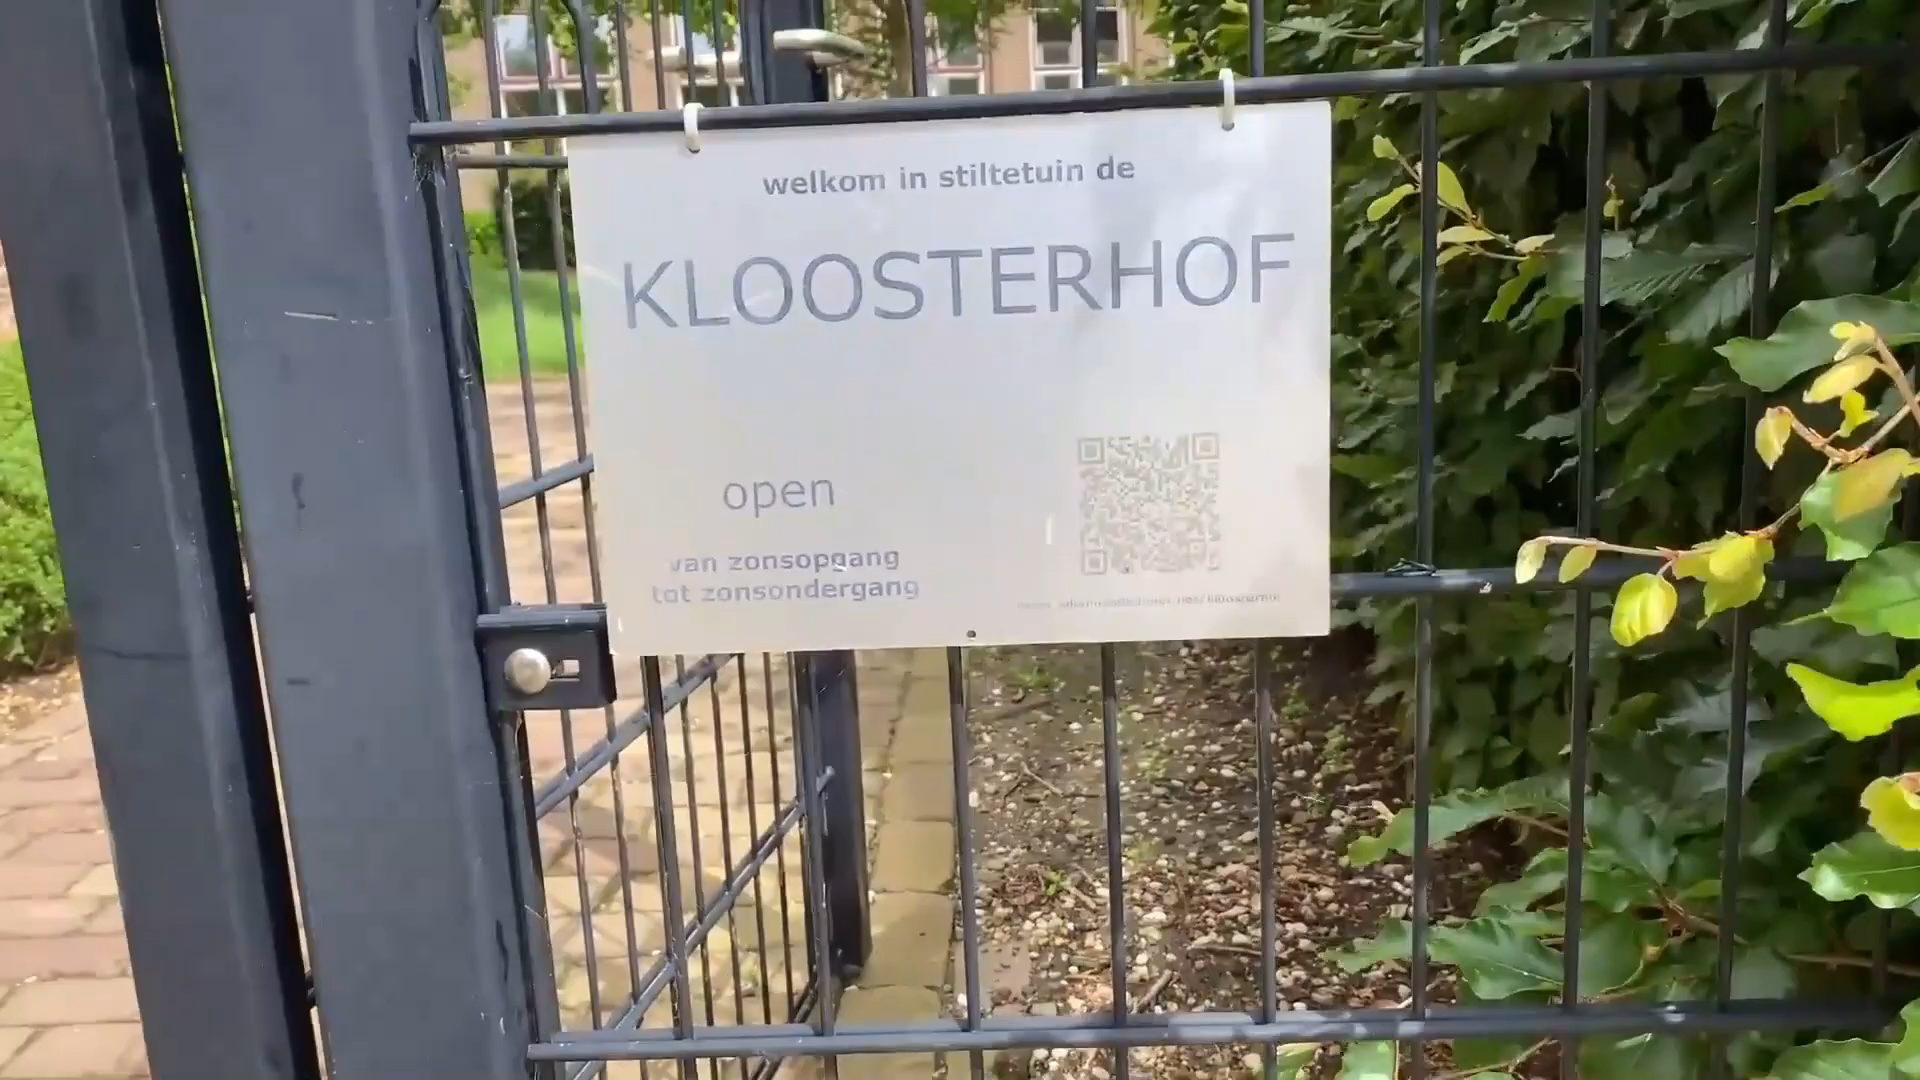 welkom in stiltetuin de
KLOOSTERHOF
open
van zonsopgang
tot zonsondergang